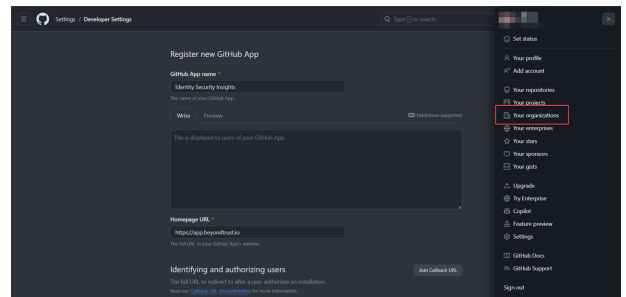 Settings / Developer Settings
Type / to search
Register new GitHub App
GitHub App name *
Identity Security Insights
The name of your GitHub App.
Write Preview Markdown supported
This is displayed to users of your GitHub App
Homepage URL *
https://app.beyondtrust.io
The full URL to your GitHub App's website.
Identifying and authorizing users
Add Callback URL
The full URL to redirect to after a user authorizes an installation.
Read our Callback URL documentation for more information.
Set status
Your profile
Add account
Your repositories
Your projects
Your organizations
Your enterprises
Your stars
Your sponsors
Your gists
Upgrade
Try Enterprise
Copilot
Feature preview
Settings
GitHub Docs
GitHub Support
Sign out